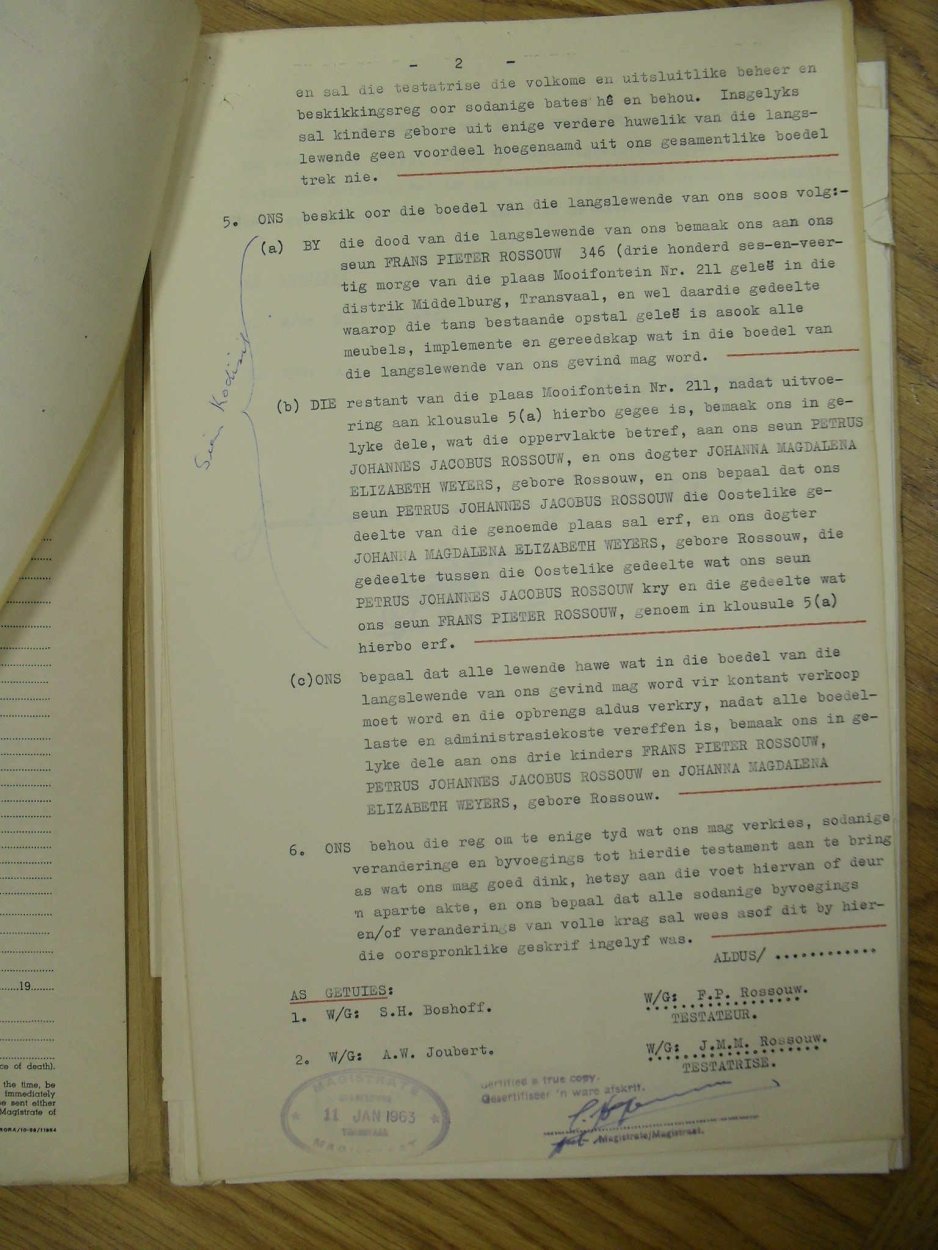 - 2 -
en sal die testatrise die volkome en uitsluitlike beheer en
beskikkingsreg oor sodanige bates hê en behou. Insgelyks
sal kinders gebore uit enige verdere huwelik van die langs-
lewende geen voordeel hoegenaamd uit ons gesamentlike boedel
trek nie.
5. ONS beskik oor die boedel van die langslewende van ons soos volg:-
(a) BY die dood van die langslewende van ons bemaak ons aan ons
seun FRANS PIETER ROSSOUW 346 (drie honderd ses-en-veer-
tig morge van die plaas Mooifontein Nr. 211 geleë in die
distrik Middelburg, Transvaal, en wel daardie gedeelte
waarop die tans bestaande opstal geleë is asook alle
meubels, implemente en gereedskap wat in die boedel van
die langslewende van ons gevind mag word.
Sien Kodisil
(b) DIE restant van die plaas Mooifontein Nr. 211, nadat uitvoe-
ring aan klousule 5(a) hierbo gegee is, bemaak ons in ge-
lyke dele, wat die oppervlakte betref, aan ons seun PETRUS
JOHANNES JACOBUS ROSSOUW, en ons dogter JOHANNA MAGDALENA
ELIZABETH WEYERS, gebore Rossouw, en ons bepaal dat ons
seun PETRUS JOHANNES JACOBUS ROSSOUW die Oostelike ge-
deelte van die genoemde plaas sal erf, en ons dogter
JOHANNA MAGDALENA ELIZABETH WEYERS, gebore Rossouw, die
gedeelte tussen die Oostelike gedeelte wat ons seun
PETRUS JOHANNES JACOBUS ROSSOUW kry en die gedeelte wat
ons seun FRANS PIETER ROSSOUW, genoem in klousule 5(a)
hierbo erf.
(c) ONS bepaal dat alle lewende hawe wat in die boedel van die
langslewende van ons gevind mag word vir kontant verkoop
moet word en die opbrengs aldus verkry, nadat alle boedel-
laste en administrasiekoste vereffen is, bemaak ons in ge-
lyke dele aan ons drie kinders FRANS PIETER ROSSOUW,
PETRUS JOHANNES JACOBUS ROSSOUW en JOHANNA MAGDALENA
ELIZABETH WEYERS, gebore Rossouw.
6. ONS behou die reg om te enige tyd wat ons mag verkies, sodanige
veranderinge en byvoegings tot hierdie testament aan te bring
as wat ons mag goed dink, hetsy aan die voet hiervan of deur
'n aparte akte, en ons bepaal dat alle sodanige byvoegings
en/of veranderings van volle krag sal wees asof dit by hier-
die oorspronklike geskrif ingelyf was.
ALDUS/ ............
AS GETUIES:
1. W/G: S.H. Boshoff.
W/G: F.P. Rossouw.
TESTATEUR.
2. W/G: A.W. Joubert.
W/G: J.M.M. Rossouw.
TESTATRISE.
MAGISTRATE
11 JAN 1963
TRANSVAAL
Certified a true copy.
Gesertifiseer 'n ware afskrif.
Magistrate/Magistraat.
19
ce of death).
the time, be
immediately
e sent either
Magistrate of